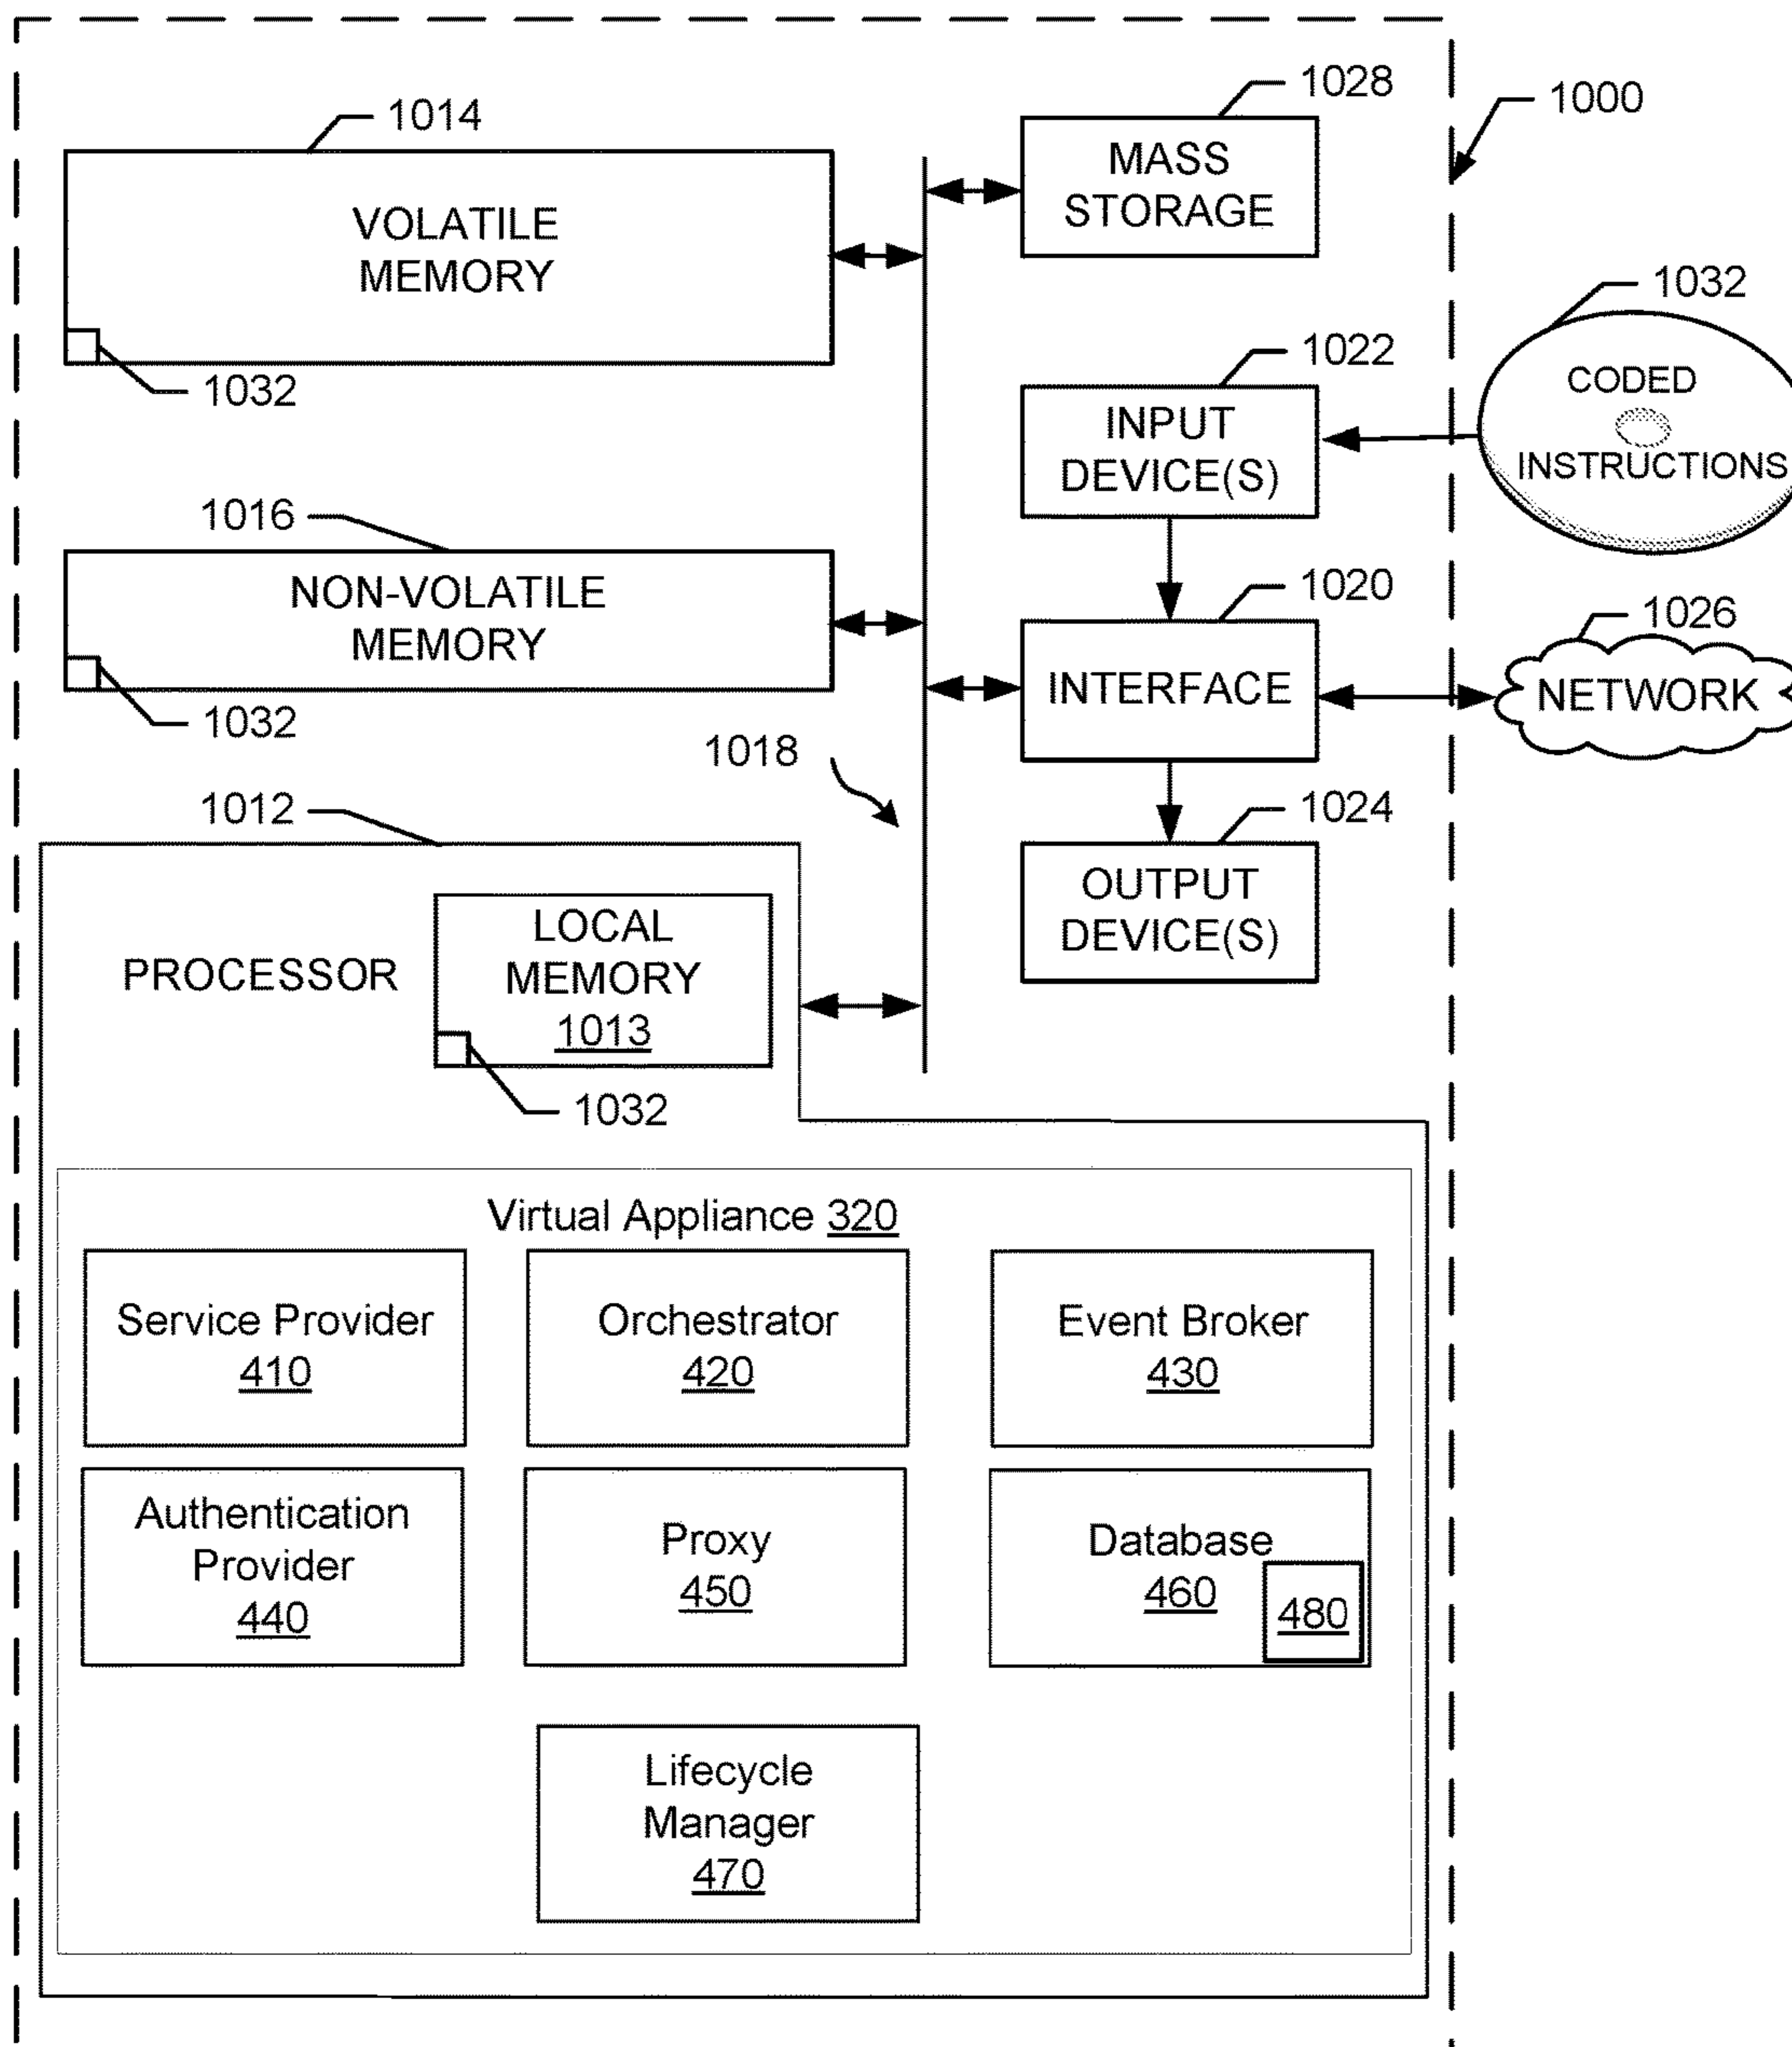 1028
1000
1014
MASS
STORAGE
VOLATILE
MEMORY
1032
CODED
INSTRUCTIONS
1032
1022
INPUT
DEVICE(S)
1016
NON-VOLATILE
MEMORY
1032
1020
INTERFACE
1026
NETWORK
1018
1012
1024
OUTPUT
DEVICE(S)
PROCESSOR
LOCAL
MEMORY
1013
1032
Virtual Appliance 320
Service Provider
410
Orchestrator
420
Event Broker
430
Authentication
Provider
440
Proxy
450
Database
460
480
Lifecycle
Manager
470